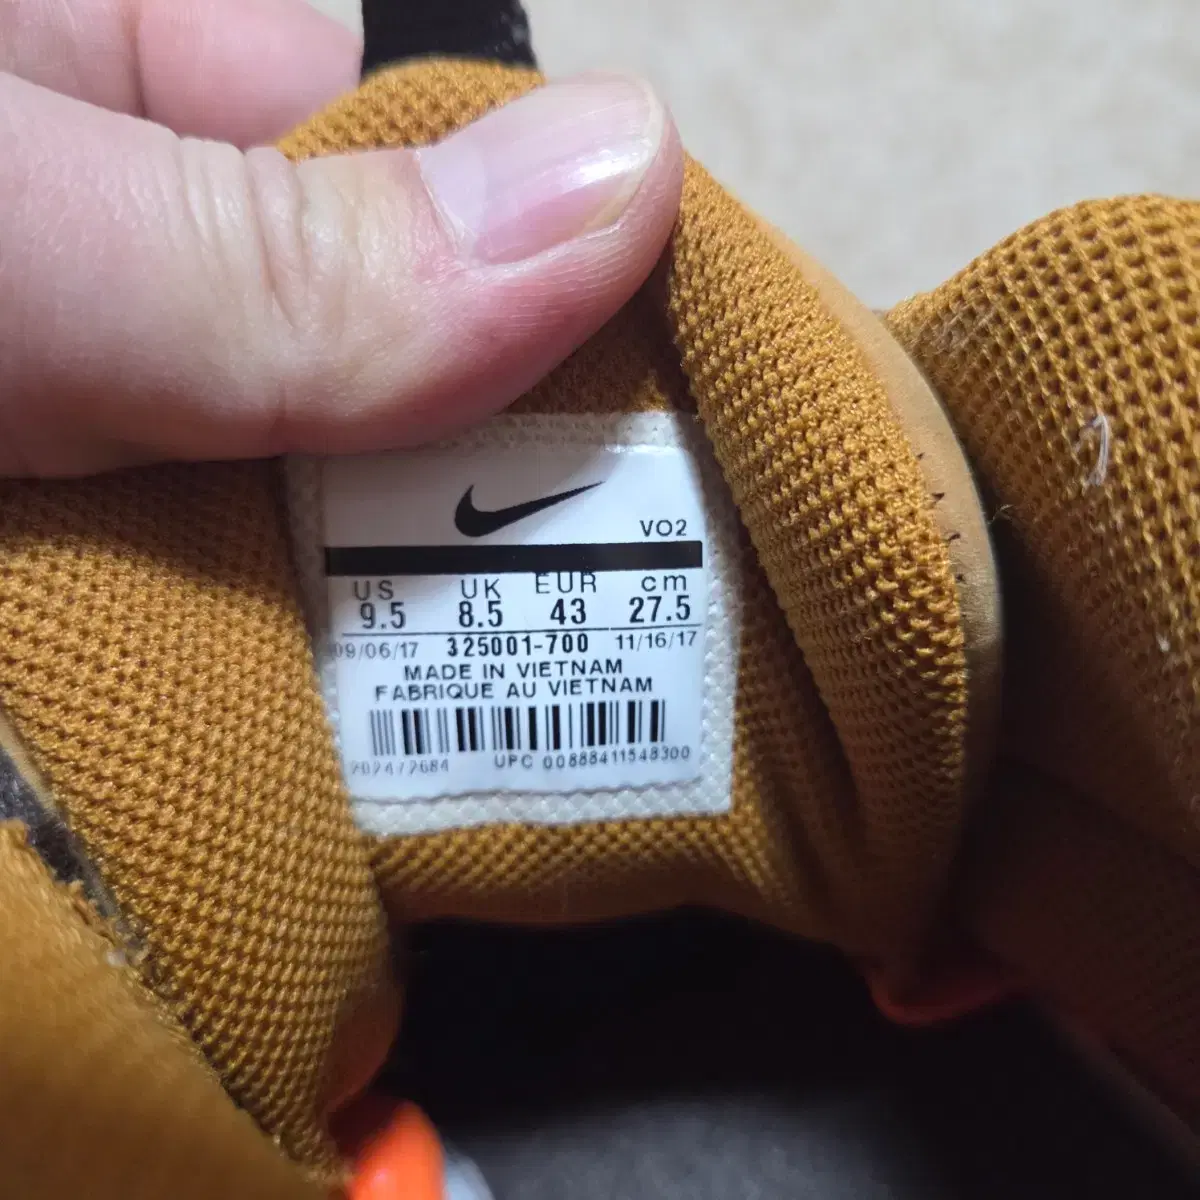 VO2
US UK EUR cm
9.5 8.5 43 27.5
09/06/17 325001-700 11/16/17
MADE IN VIETNAM
FABRIQUE AU VIETNAM
202472684 UPC 00888411548300